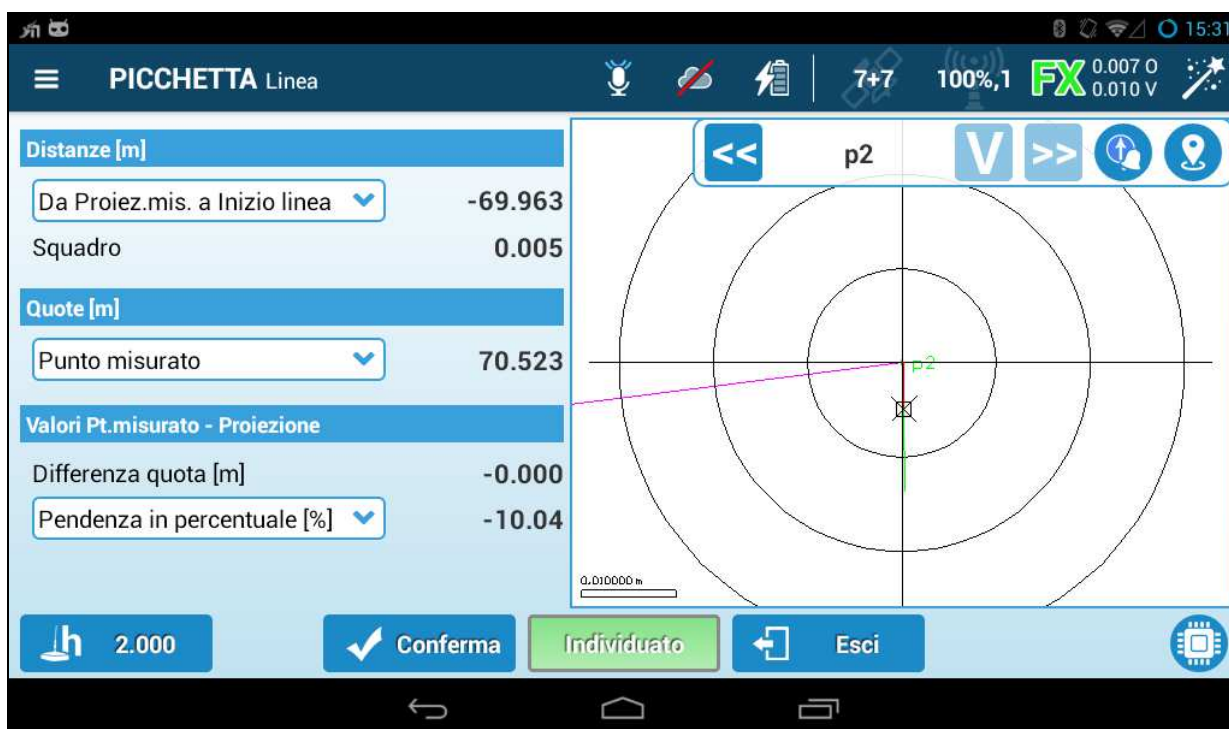 15:31
PICCHETTA Linea
7+7
100%,1
FX
0.007 O
0.010 V
Distanze [m]
Da Proiez.mis. a Inizio linea -69.963
Squadro 0.005
Quote [m]
Punto misurato 70.523
Valori Pt.misurato - Proiezione
Differenza quota [m] -0.000
Pendenza in percentuale [%] -10.04
<< p2 V >>
p2
0.010000 m
h 2.000
Conferma
Individuato
Esci